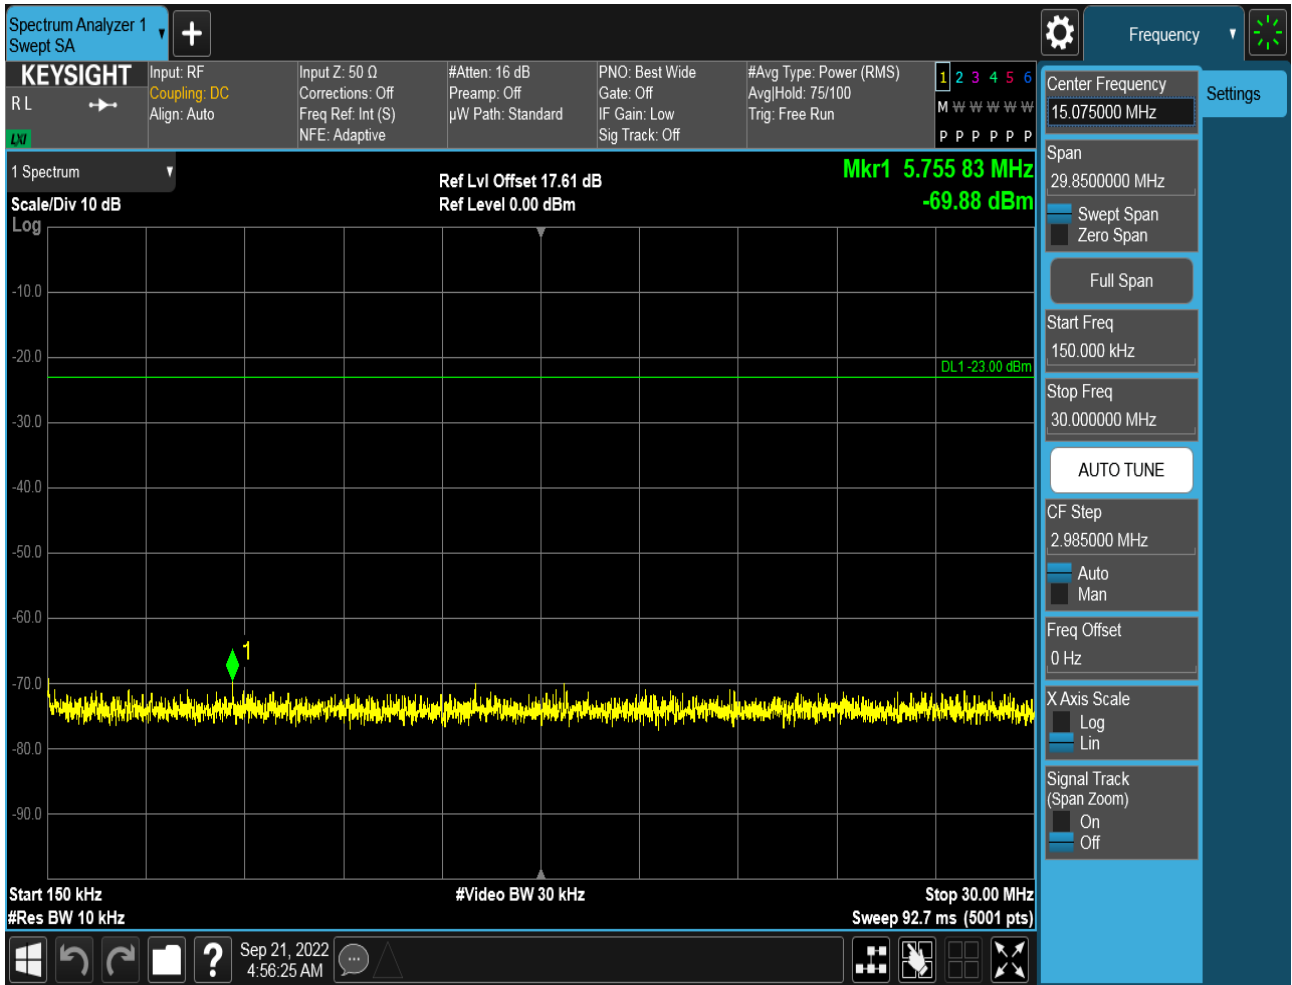 Spectrum Analyzer 1
Swept SA
Frequency
KEYSIGHT
R L
LXI
Input: RF
Coupling: DC
Align: Auto
Input Z: 50 Ω
Corrections: Off
Freq Ref: Int (S)
NFE: Adaptive
#Atten: 16 dB
Preamp: Off
µW Path: Standard
PNO: Best Wide
Gate: Off
IF Gain: Low
Sig Track: Off
#Avg Type: Power (RMS)
Avg|Hold: 75/100
Trig: Free Run
1 2 3 4 5 6
M W W W W W
P P P P P P
1 Spectrum
Scale/Div 10 dB
Log
Ref Lvl Offset 17.61 dB
Ref Level 0.00 dBm
Mkr1 5.755 83 MHz
-69.88 dBm
-10.0
-20.0
DL1 -23.00 dBm
-30.0
-40.0
-50.0
-60.0
1
-70.0
-80.0
-90.0
Start 150 kHz
#Video BW 30 kHz
Stop 30.00 MHz
#Res BW 10 kHz
Sweep 92.7 ms (5001 pts)
Center Frequency
15.075000 MHz
Settings
Span
29.8500000 MHz
Swept Span
Zero Span
Full Span
Start Freq
150.000 kHz
Stop Freq
30.000000 MHz
AUTO TUNE
CF Step
2.985000 MHz
Auto
Man
Freq Offset
0 Hz
X Axis Scale
Log
Lin
Signal Track
(Span Zoom)
On
Off
?
Sep 21, 2022
4:56:25 AM